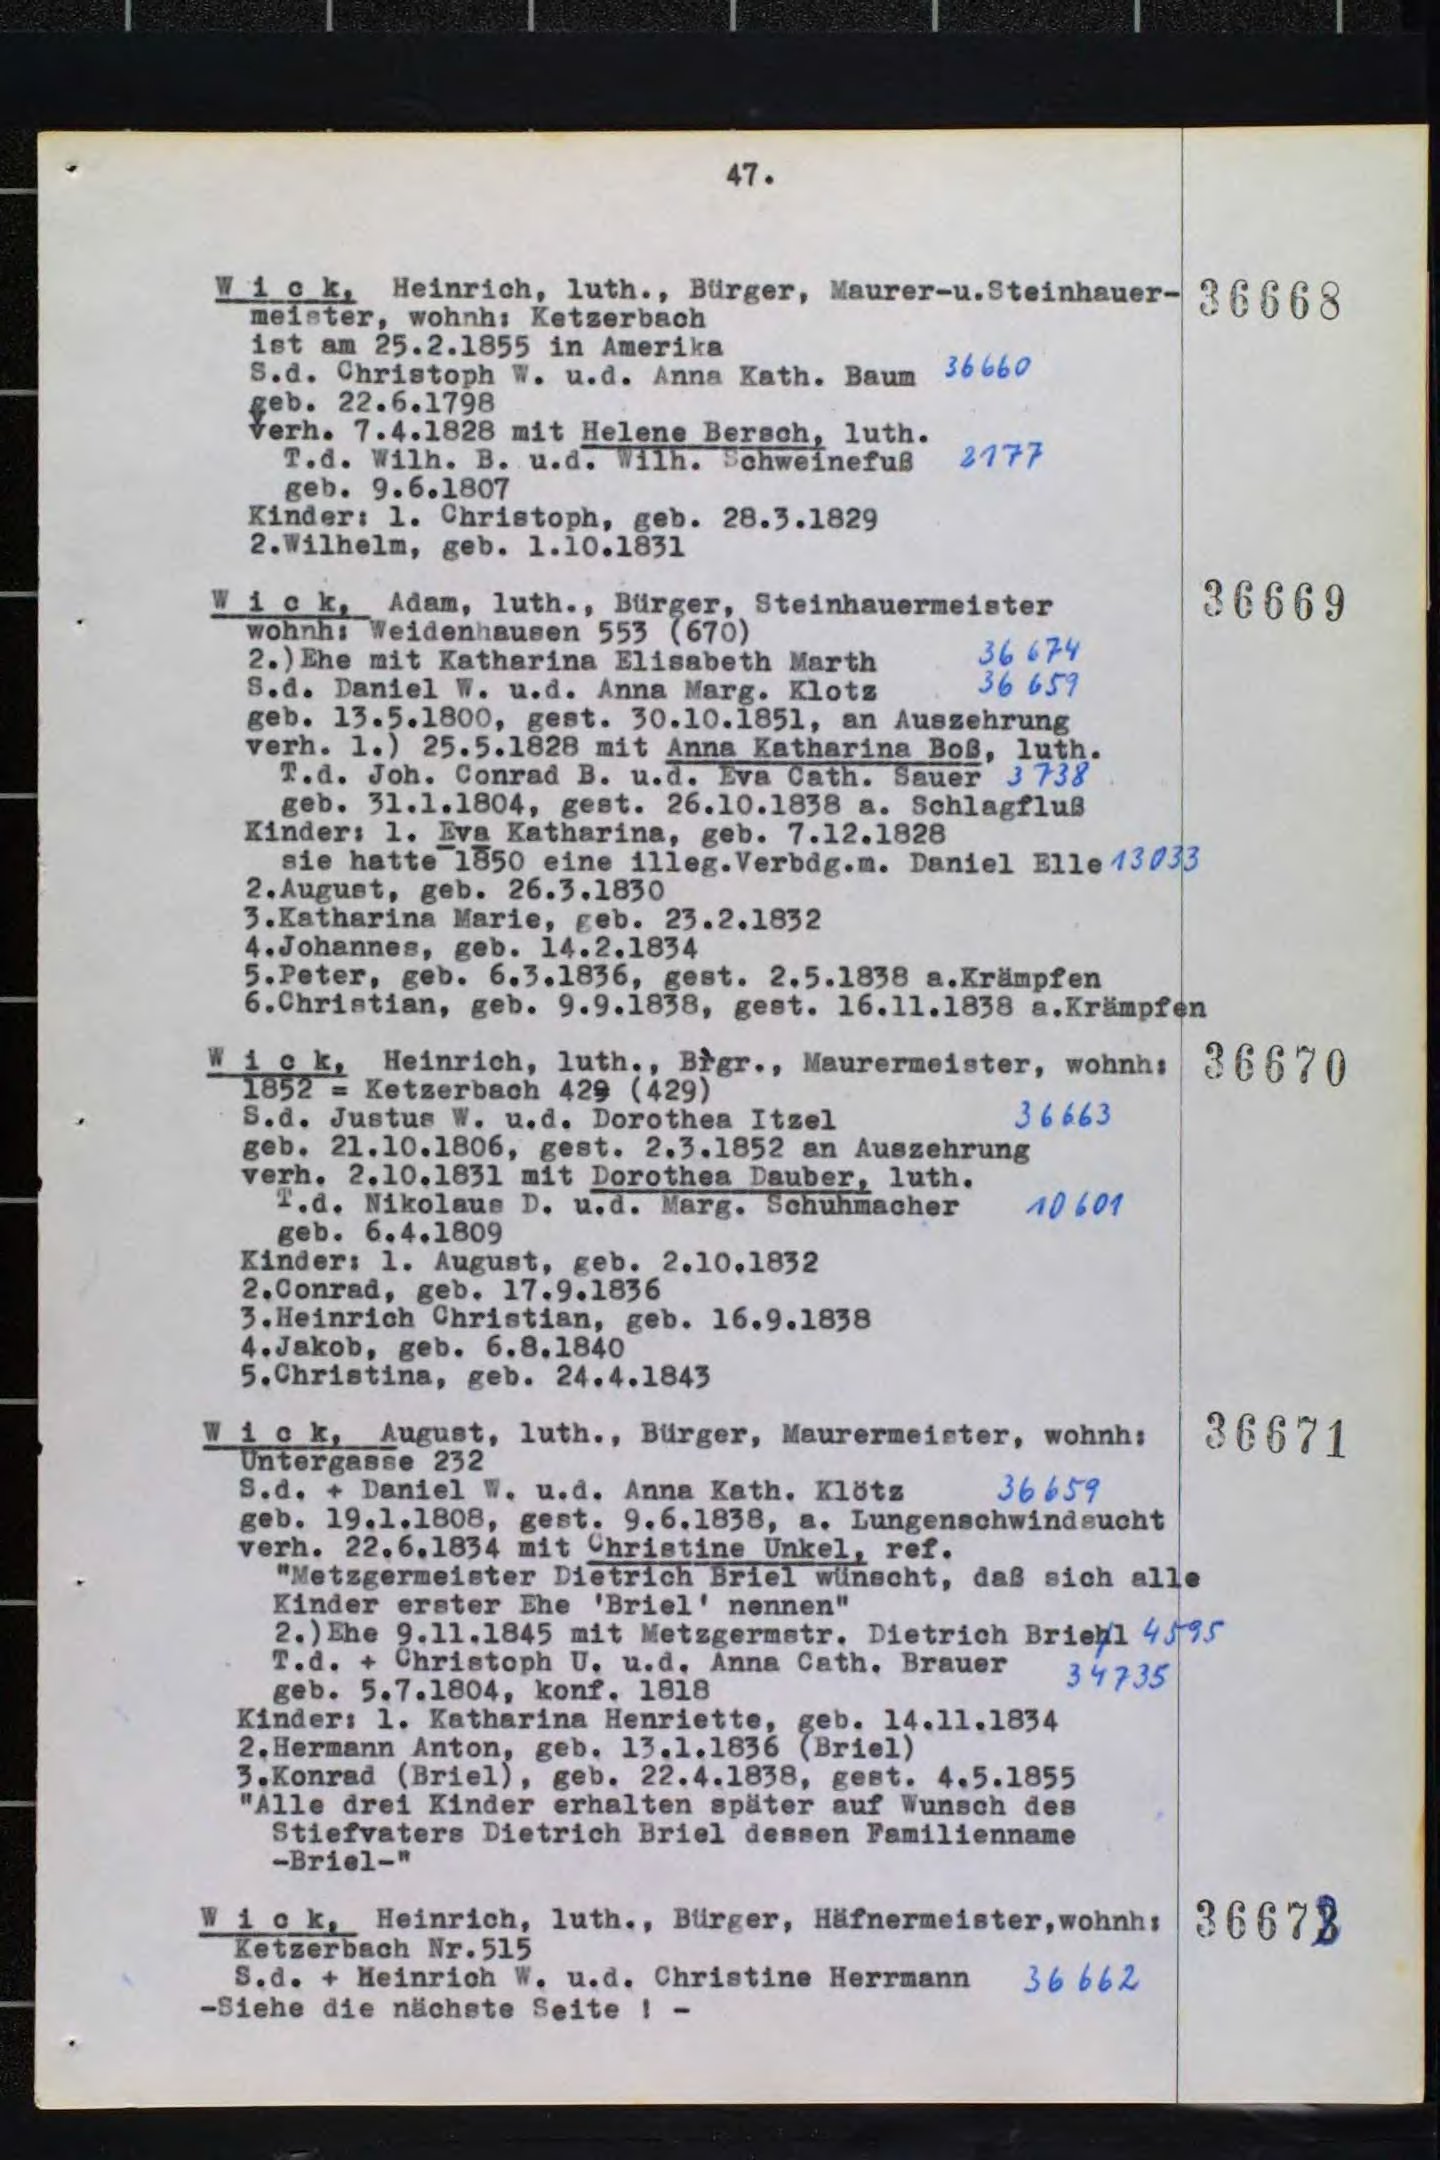 47.
W i c k, Heinrich, luth., Bürger, Maurer-u.Steinhauer- 36668
meister, wohnh: Ketzerbach
ist am 25.2.1855 in Amerika
S.d. Christoph W. u.d. Anna Kath. Baum 36660
geb. 22.6.1798
verh. 7.4.1828 mit Helene Bersch, luth.
T.d. Wilh. B. u.d. Wilh. Schweinefuß 2177
geb. 9.6.1807
Kinder: 1. Christoph, geb. 28.3.1829
2.Wilhelm, geb. 1.10.1831
W i c k, Adam, luth., Bürger, Steinhauermeister 36669
wohnh: Weidenhausen 553 (670)
2.)Ehe mit Katharina Elisabeth Marth 36674
S.d. Daniel W. u.d. Anna Marg. Klotz 36659
geb. 13.5.1800, gest. 30.10.1851, an Auszehrung
verh. 1.) 25.5.1828 mit Anna Katharina Boß, luth.
T.d. Joh. Conrad B. u.d. Eva Cath. Sauer 3738
geb. 31.1.1804, gest. 26.10.1838 a. Schlagfluß
Kinder: 1. Eva Katharina, geb. 7.12.1828
sie hatte 1850 eine illeg.Verbdg.m. Daniel Elle 13033
2.August, geb. 26.3.1830
3.Katharina Marie, geb. 23.2.1832
4.Johannes, geb. 14.2.1834
5.Peter, geb. 6.3.1836, gest. 2.5.1838 a.Krämpfen
6.Christian, geb. 9.9.1838, gest. 16.11.1838 a.Krämpfen
W i c k, Heinrich, luth., Brgr., Maurermeister, wohnh: 36670
1852 = Ketzerbach 429 (429)
S.d. Justus W. u.d. Dorothea Itzel 36663
geb. 21.10.1806, gest. 2.3.1852 an Auszehrung
verh. 2.10.1831 mit Dorothea Dauber, luth.
T.d. Nikolaus D. u.d. Marg. Schuhmacher 10601
geb. 6.4.1809
Kinder: 1. August, geb. 2.10.1832
2.Conrad, geb. 17.9.1836
3.Heinrich Christian, geb. 16.9.1838
4.Jakob, geb. 6.8.1840
5.Christina, geb. 24.4.1843
W i c k, August, luth., Bürger, Maurermeister, wohnh: 36671
Untergasse 232
S.d. + Daniel W. u.d. Anna Kath. Klötz 36659
geb. 19.1.1808, gest. 9.6.1838, a. Lungenschwindsucht
verh. 22.6.1834 mit Christine Unkel, ref.
"Metzgermeister Dietrich Briel wünscht, daß sich alle
Kinder erster Ehe 'Briel' nennen"
2.)Ehe 9.11.1845 mit Metzgermstr. Dietrich Briel 4595
T.d. + Christoph U. u.d. Anna Cath. Brauer 34735
geb. 5.7.1804, konf. 1818
Kinder: 1. Katharina Henriette, geb. 14.11.1834
2.Hermann Anton, geb. 13.1.1836 (Briel)
3.Konrad (Briel), geb. 22.4.1838, gest. 4.5.1855
"Alle drei Kinder erhalten später auf Wunsch des
Stiefvaters Dietrich Briel dessen Familienname
-Briel-"
W i c k, Heinrich, luth., Bürger, Häfnermeister,wohnh: 36672
Ketzerbach Nr.515
S.d. + Heinrich W. u.d. Christine Herrmann 36662
-Siehe die nächste Seite ! -